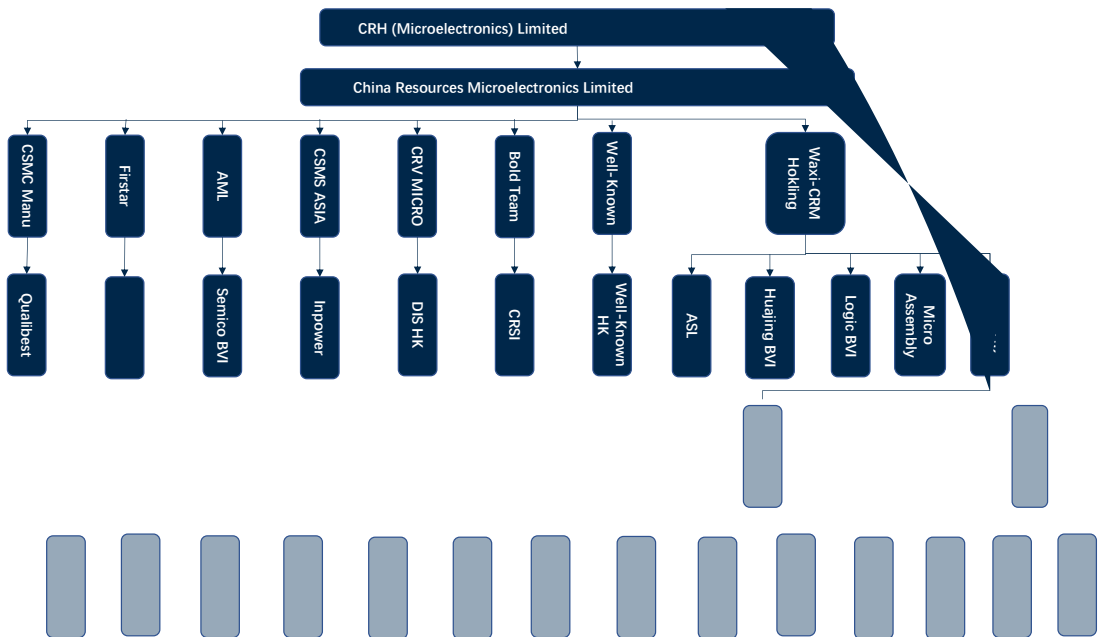 CRH (Microelectronics) Limited
China Resources Microelectronics Limited
CSMC Manu
Firstar
AML
CSMS ASIA
CRV MICRO
Bold Team
Well-Known
Waxi-CRM
Hokling
Qualibest
Semico BVI
Inpower
DIS HK
CRSI
Well-Known
HK
ASL
Huajing BVI
Logic BVI
Micro
Assembly